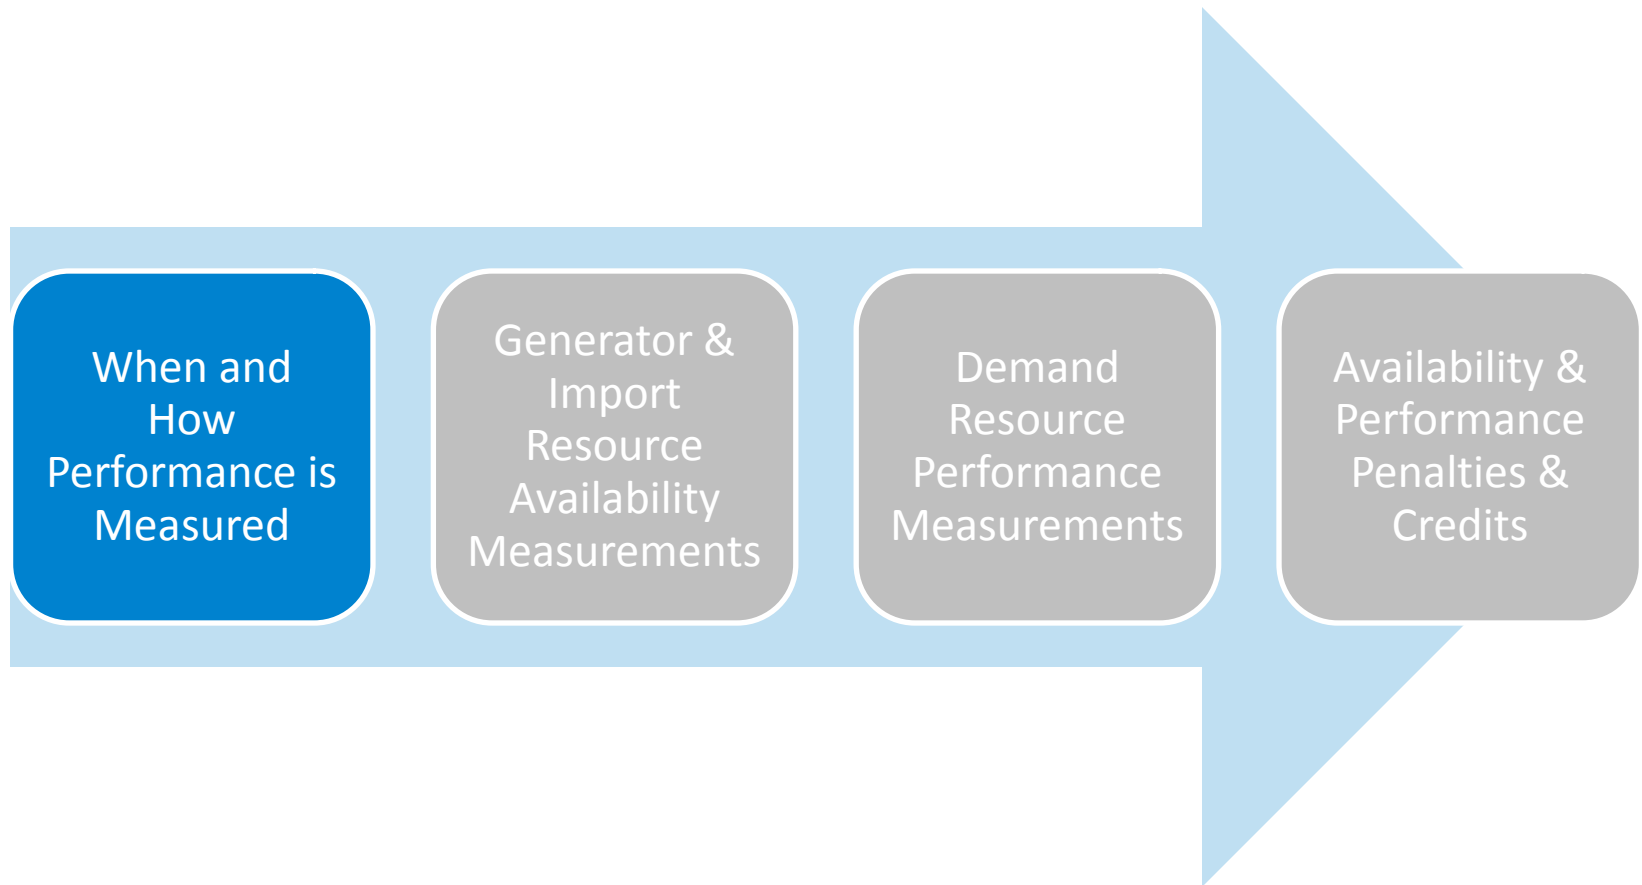 When and
How
Performance is
Measured
Generator &
Import
Resource
Availability
Measurements
Demand
Resource
Performance
Measurements
Availability &
Performance
Penalties &
Credits